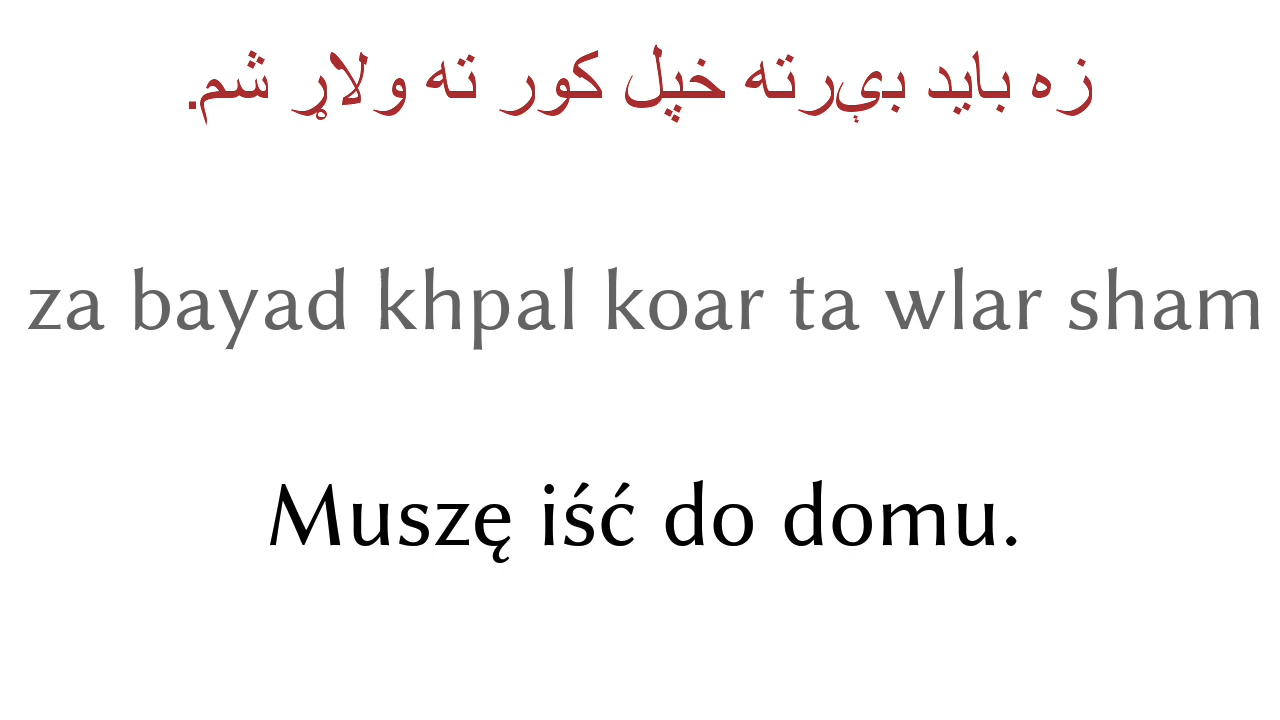 زه باید بېرته خپل کور ته ولاړ شم.
za bayad khpal koar ta wlar sham
Muszę iść do domu.